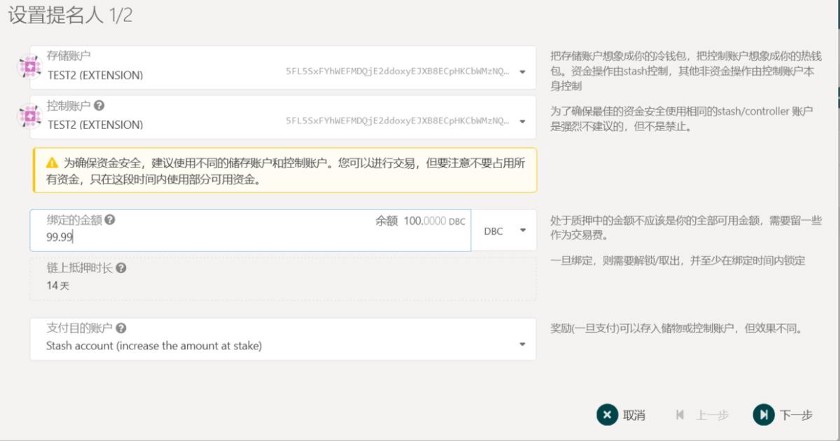 设置提名人 1/2
存储账户
TEST2 (EXTENSION)
5FL5SxFYhWEFMDQjE2ddoxyEJXB8ECpHKCbWMzNQ…
把存储账户想象成你的冷钱包，把控制账户想象成你的热钱
包。资金操作由stash控制，其他非资金操作由控制账户本
身控制
控制账户
TEST2 (EXTENSION)
5FL5SxFYhWEFMDQjE2ddoxyEJXB8ECpHKCbWMzNQ…
为了确保最佳的资金安全使用相同的stash/controller 账户
是强烈不建议的，但不是禁止。
为确保资金安全，建议使用不同的储存账户和控制账户。您可以进行交易，但要注意不要占用所
有资金，只在这段时间内使用部分可用资金。
绑定的金额
余额 100.0000 DBC
99.99
DBC
处于质押中的金额不应该是你的全部可用金额，需要留一些
作为交易费。
链上抵押时长
14 天
一旦绑定，则需要解锁/取出，并至少在绑定时间内锁定
支付目的账户
Stash account (increase the amount at stake)
奖励(一旦支付)可以存入储物或控制账户，但效果不同。
取消
上一步
下一步